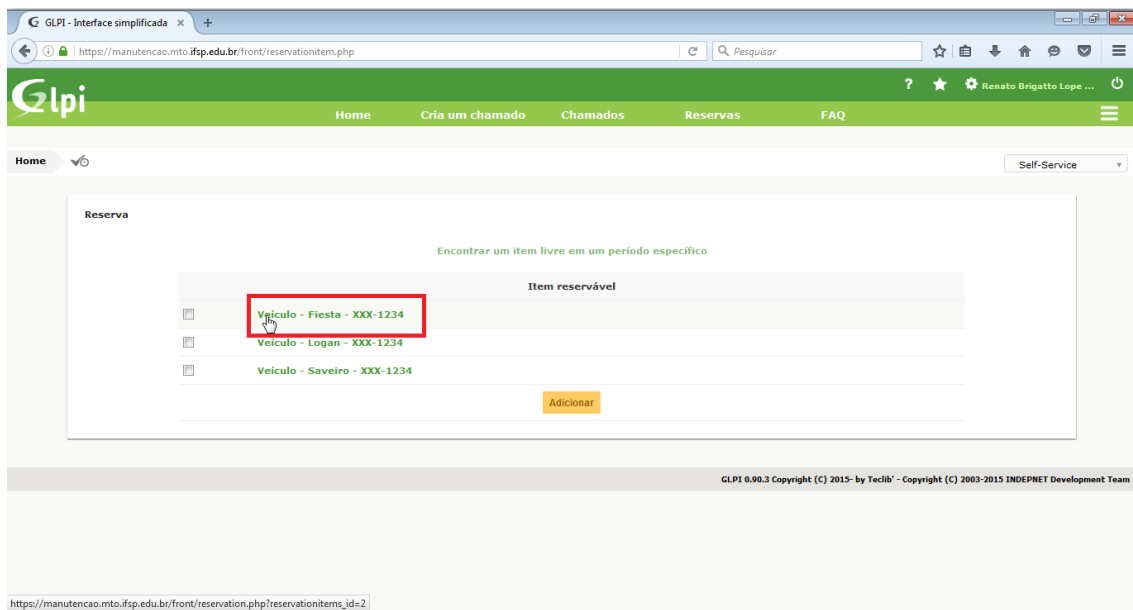 GLPI - Interface simplificada × +
https://manutencao.mto.ifsp.edu.br/front/reservationitem.php Pesquisar
Glpi
? Renato Brigatto Lope ...
Home Cria um chamado Chamados Reservas FAQ
Home Self-Service
Reserva
Encontrar um item livre em um período específico
Item reservável
Veículo - Fiesta - XXX-1234
Veículo - Logan - XXX-1234
Veículo - Saveiro - XXX-1234
Adicionar
GLPI 0.90.3 Copyright (C) 2015- by Teclib' - Copyright (C) 2003-2015 INDEPNET Development Team
https://manutencao.mto.ifsp.edu.br/front/reservation.php?reservationitems_id=2